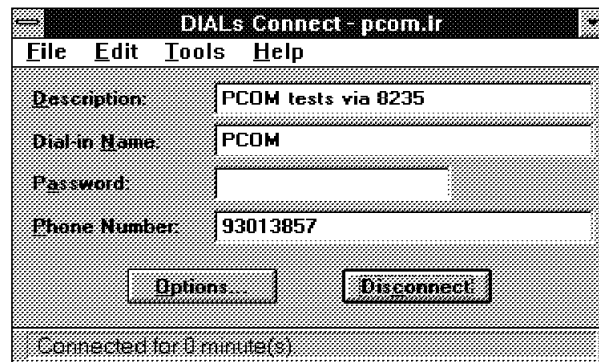 DIALs Connect - pcom.ir
File Edit Tools Help
Description: PCOM tests via 8235
Dial-in Name: PCOM
Password:
Phone Number: 93013857
Options... Disconnect
Connected for 0 minute(s)